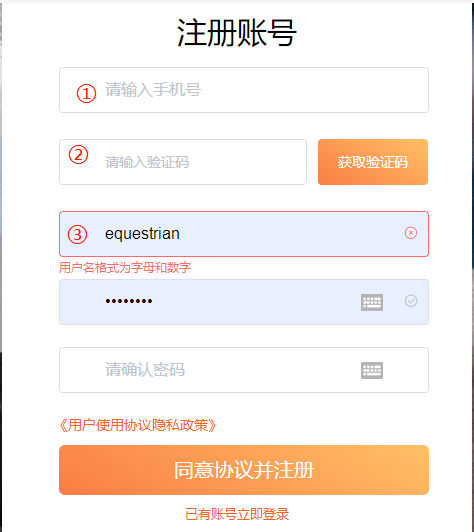 注册账号
① 请输入手机号
② 请输入验证码 获取验证码
③ equestrian
用户名格式为字母和数字
••••••••
请确认密码
《用户使用协议隐私政策》
同意协议并注册
已有账号立即登录